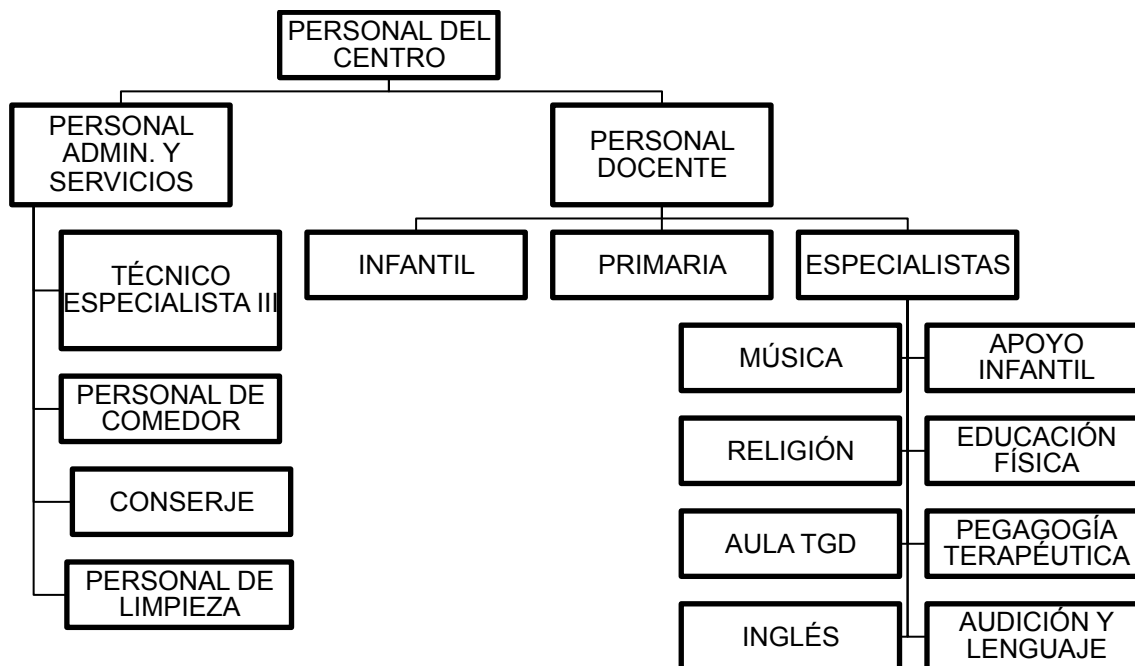 PERSONAL DEL
CENTRO
PERSONAL
ADMIN. Y
SERVICIOS
PERSONAL
DOCENTE
TÉCNICO
ESPECIALISTA III
PERSONAL DE
COMEDOR
CONSERJE
PERSONAL DE
LIMPIEZA
INFANTIL
PRIMARIA
ESPECIALISTAS
MÚSICA
APOYO
INFANTIL
RELIGIÓN
EDUCACIÓN
FÍSICA
AULA TGD
PEGAGOGÍA
TERAPÉUTICA
INGLÉS
AUDICIÓN Y
LENGUAJE